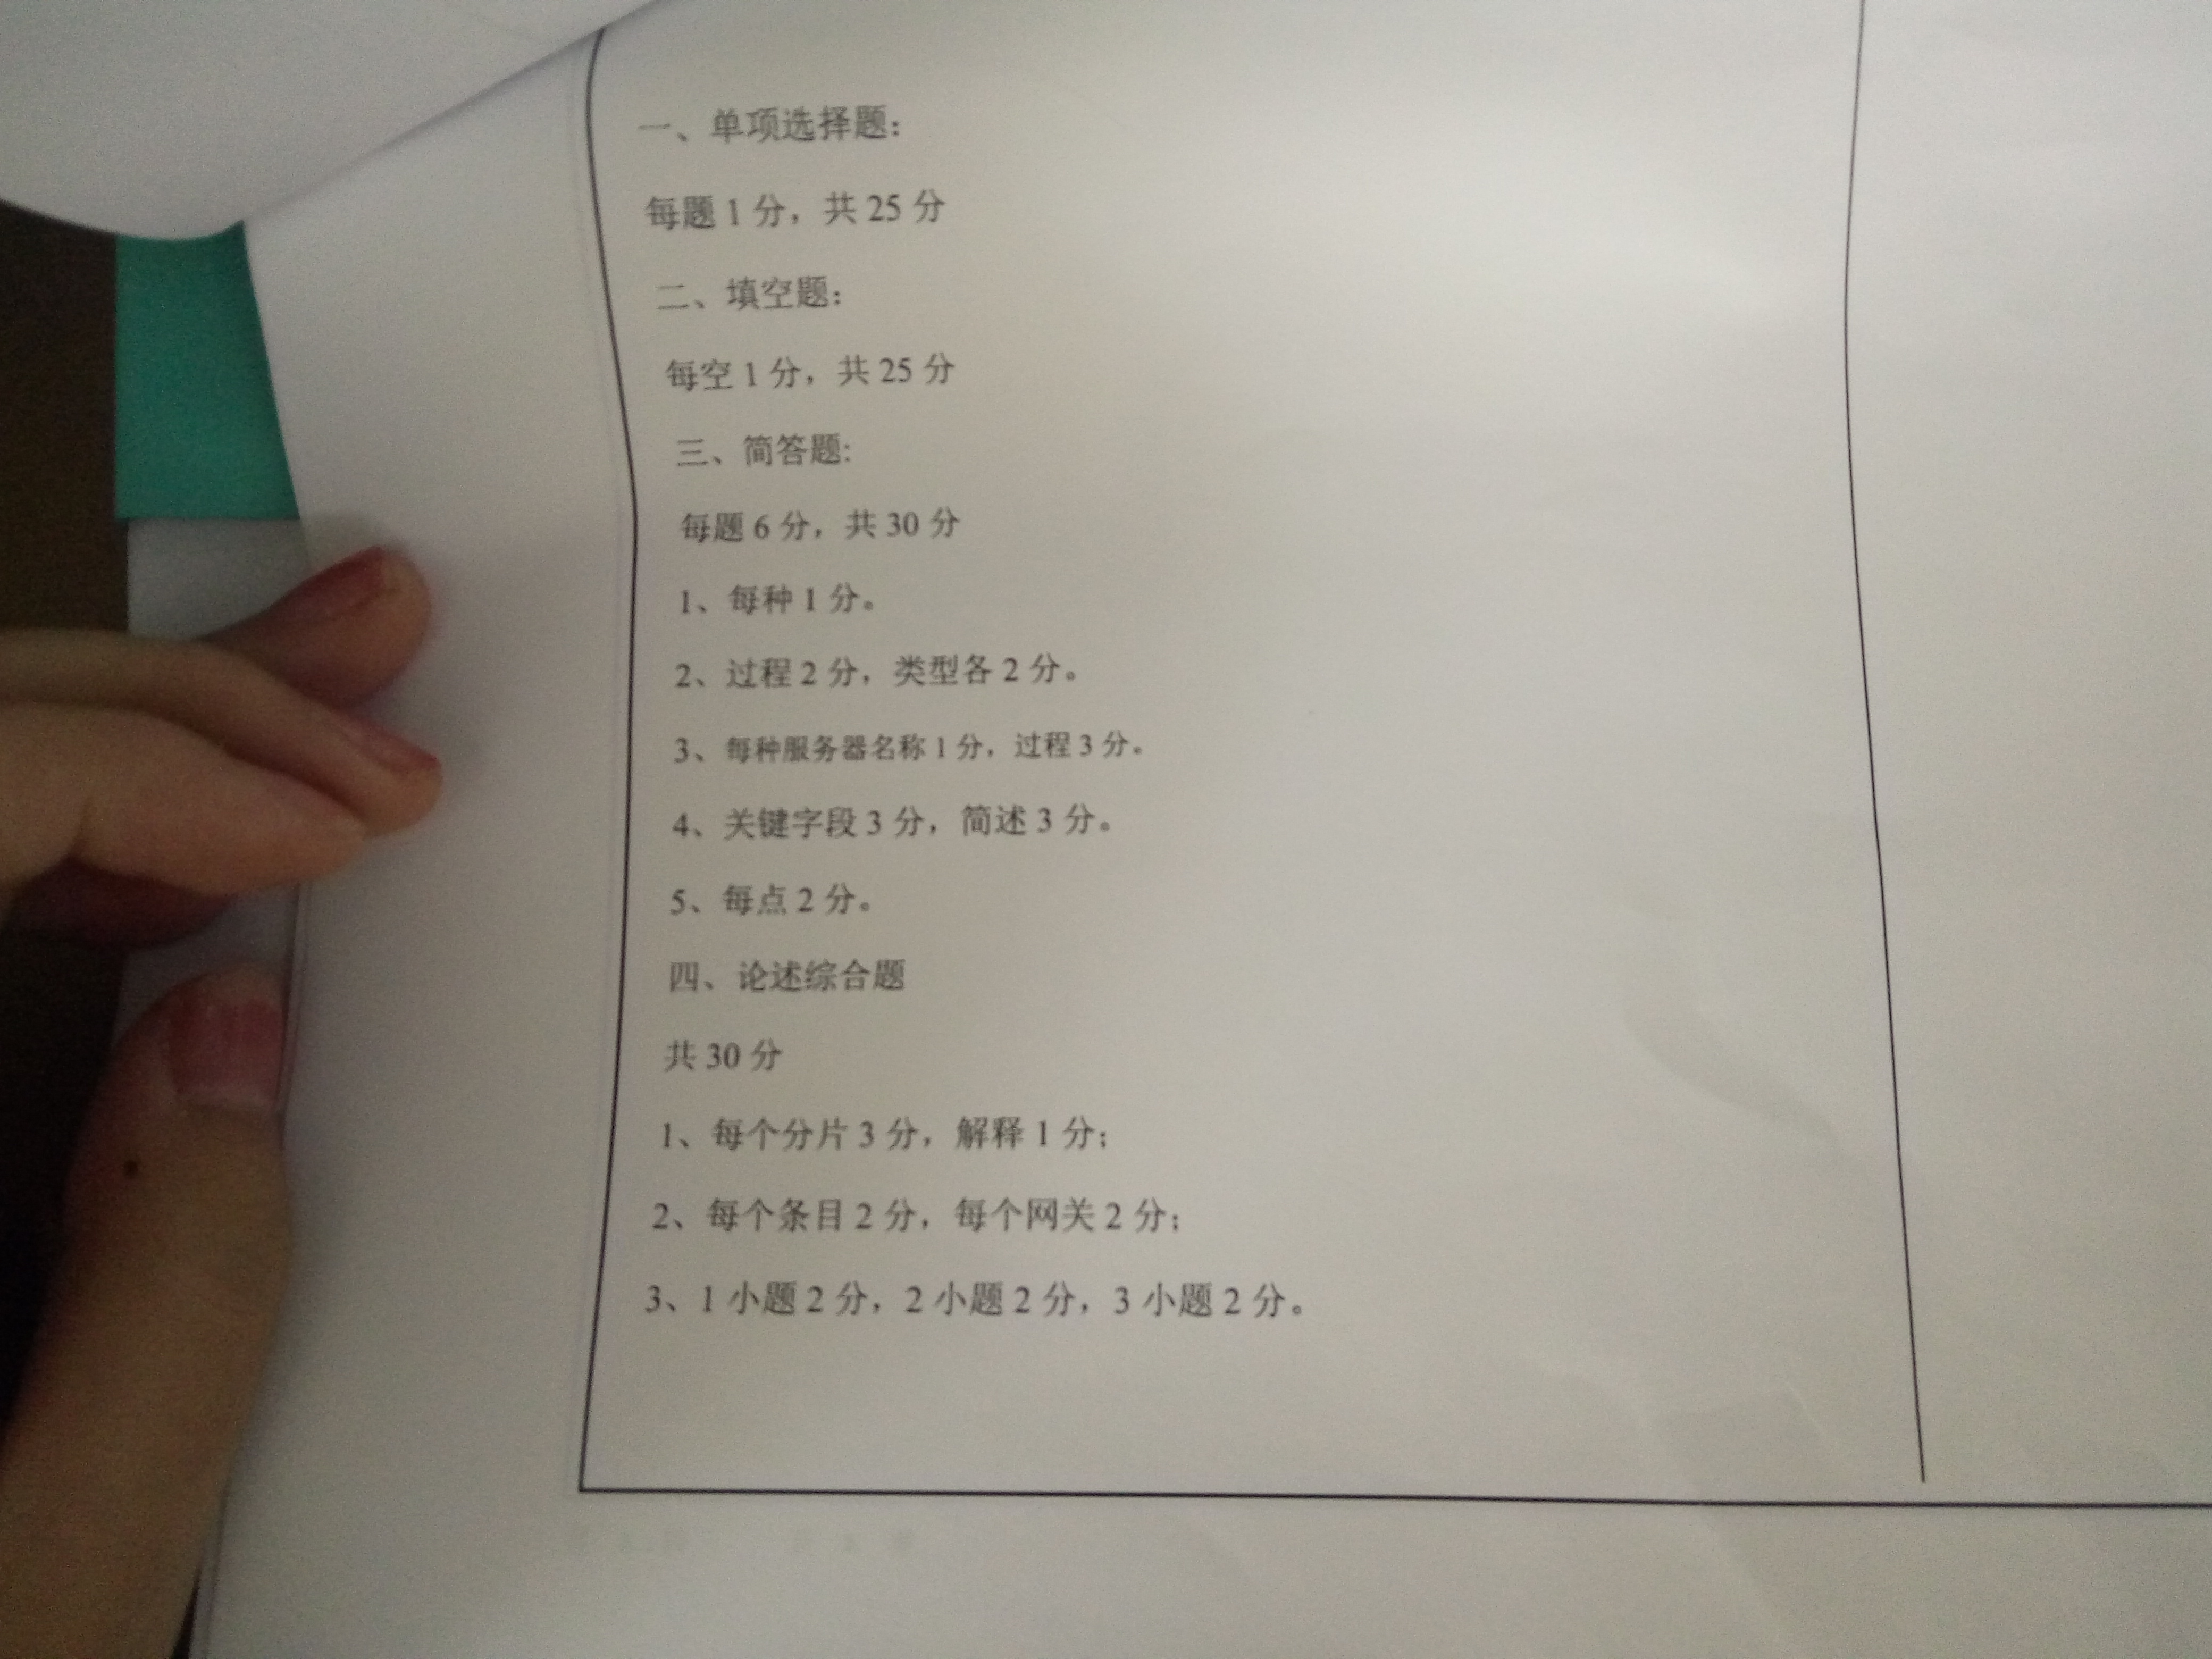 一、单项选择题：
每题 1 分，共 25 分
二、填空题：
每空 1 分，共 25 分
三、简答题:
每题 6 分，共 30 分
1、每种 1 分。
2、过程 2 分，类型各 2 分。
3、每种服务器名称 1 分，过程 3 分。
4、关键字段 3 分，简述 3 分。
5、每点 2 分。
四、论述综合题
共 30 分
1、每个分片 3 分，解释 1 分；
2、每个条目 2 分，每个网关 2 分；
3、1 小题 2 分，2 小题 2 分，3 小题 2 分。